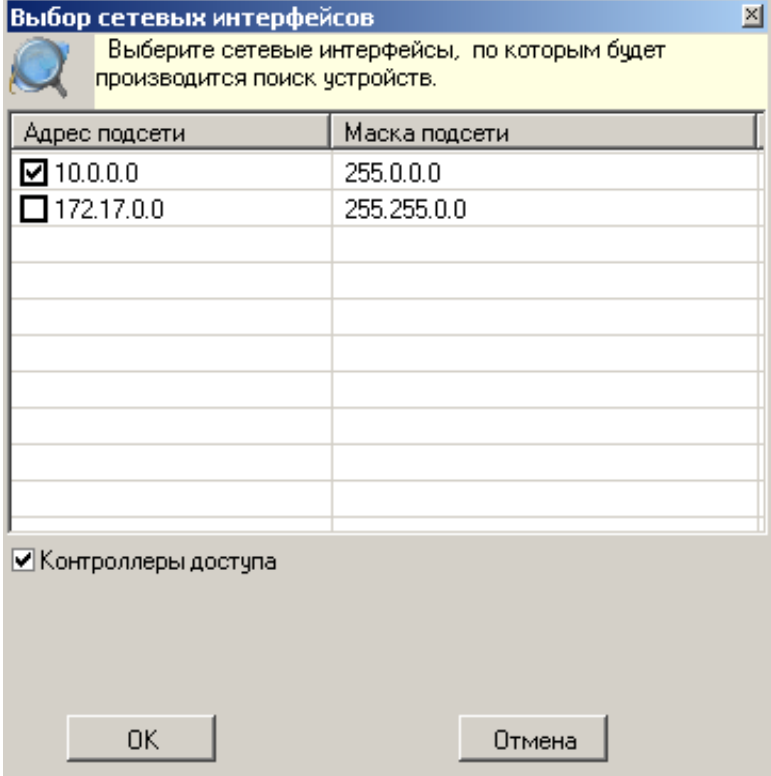 Выбор сетевых интерфейсов
Выберите сетевые интерфейсы, по которым будет
производится поиск устройств.
Адрес подсети Маска подсети
10.0.0.0 255.0.0.0
172.17.0.0 255.255.0.0
Контроллеры доступа
OK Отмена